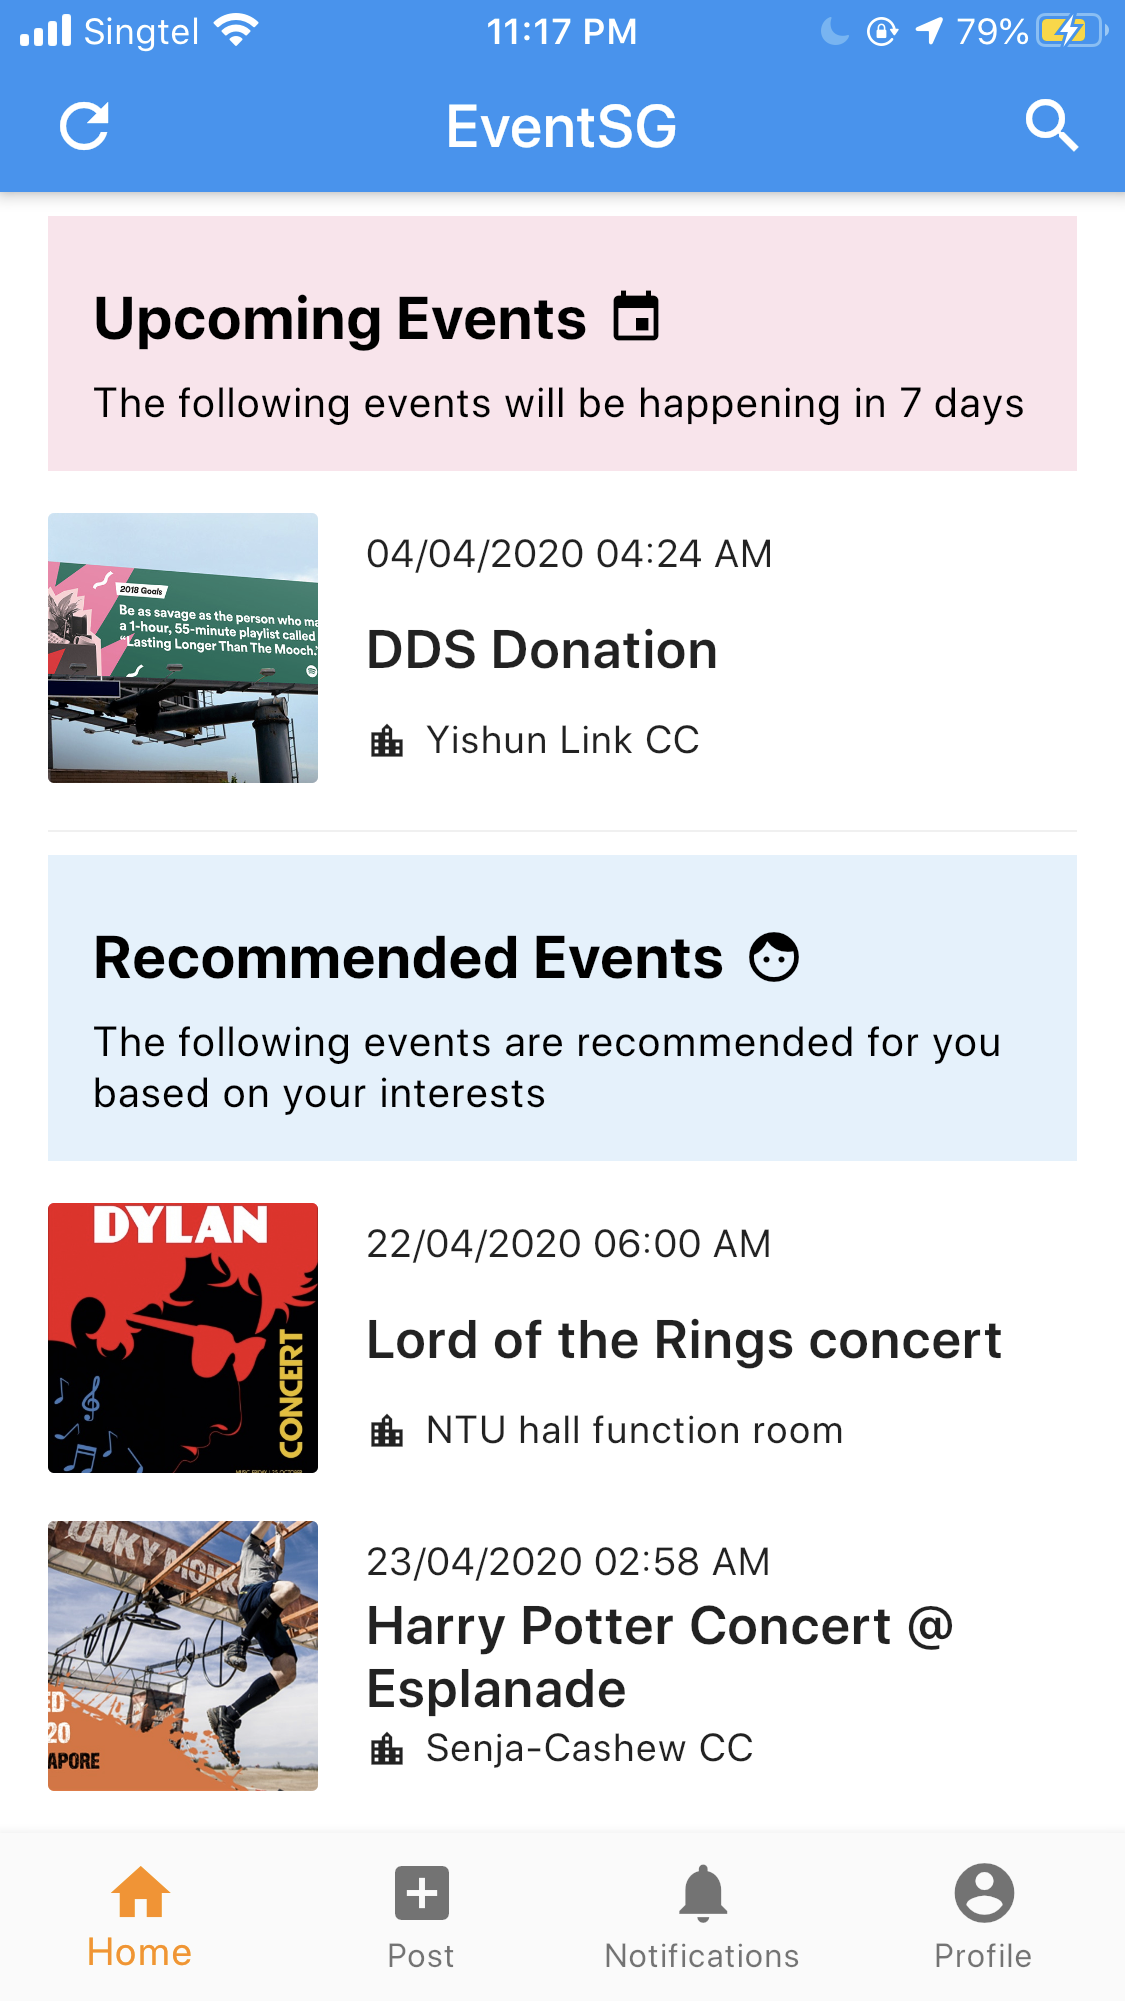 Singtel 11:17 PM 79%
EventSG
Upcoming Events
The following events will be happening in 7 days
2018 Goals
Be as savage as the person who ma
a 1-hour, 55-minute playlist called
“Lasting Longer Than The Mooch.”
04/04/2020 04:24 AM
DDS Donation
Yishun Link CC
Recommended Events
The following events are recommended for you
based on your interests
DYLAN
CONCERT
22/04/2020 06:00 AM
Lord of the Rings concert
NTU hall function room
UNKY MONK
ED
20
APORE
23/04/2020 02:58 AM
Harry Potter Concert @
Esplanade
Senja-Cashew CC
Home
Post
Notifications
Profile